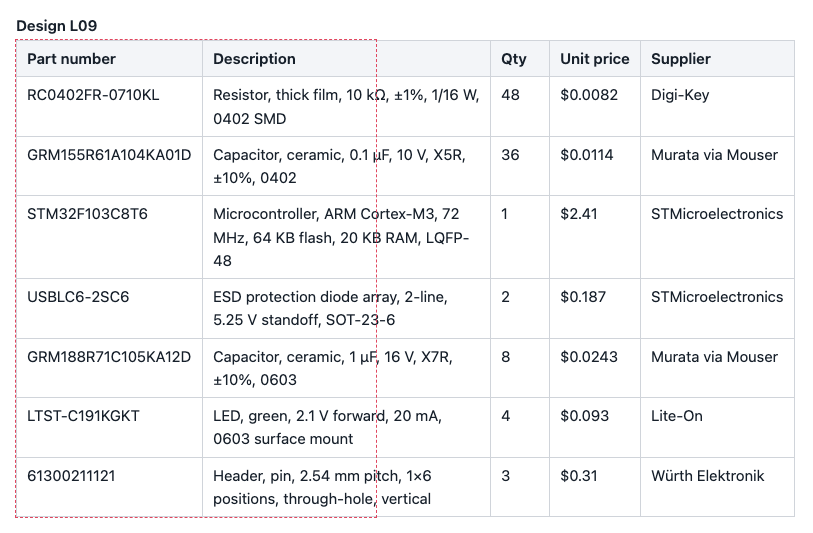 Design L09
Part number Description Qty Unit price Supplier
RC0402FR-0710KL Resistor, thick film, 10 kΩ, ±1%, 1/16 W, 48 $0.0082 Digi-Key
0402 SMD
GRM155R61A104KA01D Capacitor, ceramic, 0.1 µF, 10 V, X5R, 36 $0.0114 Murata via Mouser
±10%, 0402
STM32F103C8T6 Microcontroller, ARM Cortex-M3, 72 1 $2.41 STMicroelectronics
MHz, 64 KB flash, 20 KB RAM, LQFP-
48
USBLC6-2SC6 ESD protection diode array, 2-line, 2 $0.187 STMicroelectronics
5.25 V standoff, SOT-23-6
GRM188R71C105KA12D Capacitor, ceramic, 1 µF, 16 V, X7R, 8 $0.0243 Murata via Mouser
±10%, 0603
LTST-C191KGKT LED, green, 2.1 V forward, 20 mA, 4 $0.093 Lite-On
0603 surface mount
61300211121 Header, pin, 2.54 mm pitch, 1×6 3 $0.31 Würth Elektronik
positions, through-hole, vertical